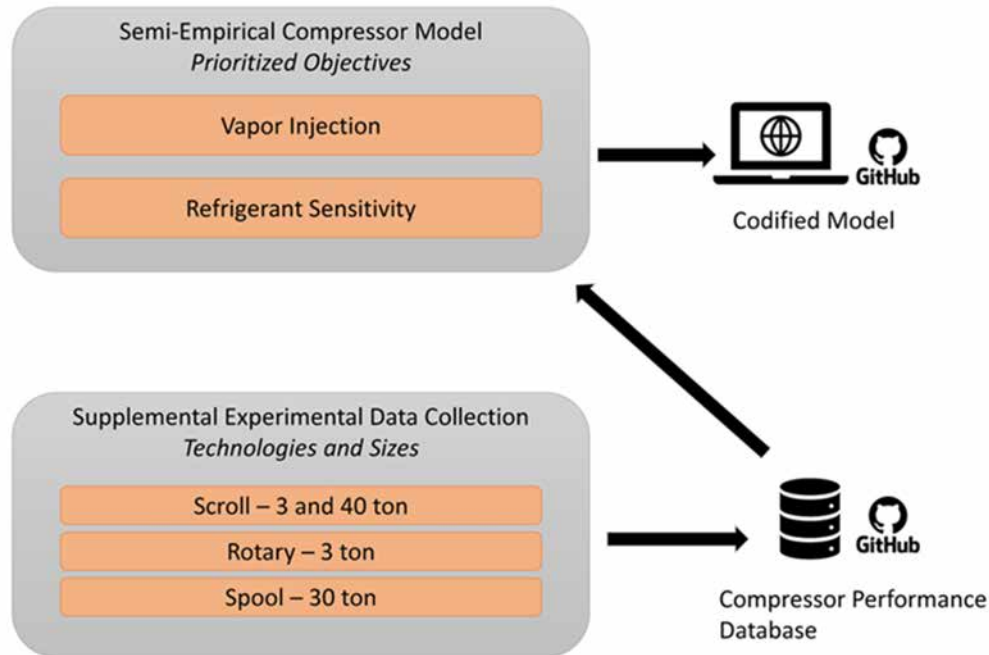 Semi-Empirical Compressor Model
Prioritized Objectives
Vapor Injection
Refrigerant Sensitivity
GitHub
Codified Model
Supplemental Experimental Data Collection
Technologies and Sizes
Scroll – 3 and 40 ton
Rotary – 3 ton
Spool – 30 ton
GitHub
Compressor Performance
Database